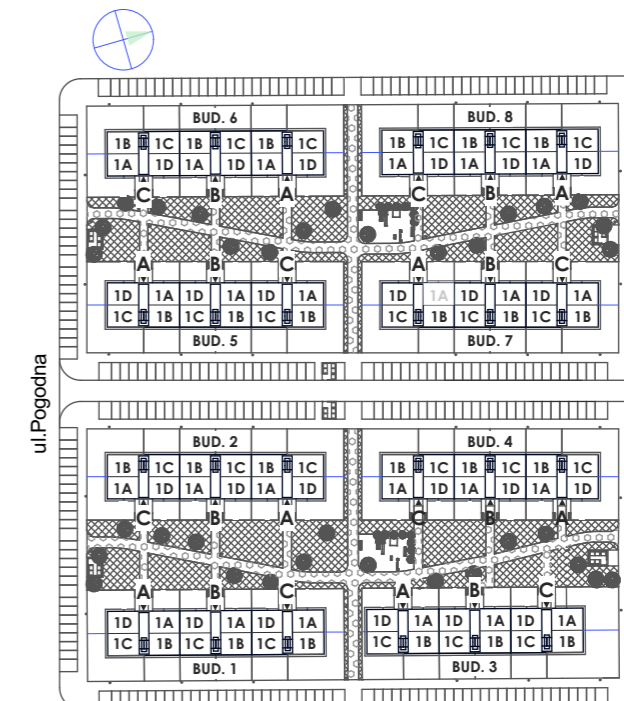 BUD. 6 BUD. 8
1B 1C 1B 1C 1B 1C 1B 1C 1B 1C 1B 1C
1A 1D 1A 1D 1A 1D 1A 1D 1A 1D 1A 1D
C B A C B A
A B C A B C
1D 1A 1D 1A 1D 1A 1D 1A 1D 1A 1D 1A
1C 1B 1C 1B 1C 1B 1C 1B 1C 1B 1C 1B
BUD. 5 BUD. 7
ul.Pogodna
BUD. 2 BUD. 4
1B 1C 1B 1C 1B 1C 1B 1C 1B 1C 1B 1C
1A 1D 1A 1D 1A 1D 1A 1D 1A 1D 1A 1D
C B A C B A
A B C A B C
1D 1A 1D 1A 1D 1A 1D 1A 1D 1A 1D 1A
1C 1B 1C 1B 1C 1B 1C 1B 1C 1B 1C 1B
BUD. 1 BUD. 3